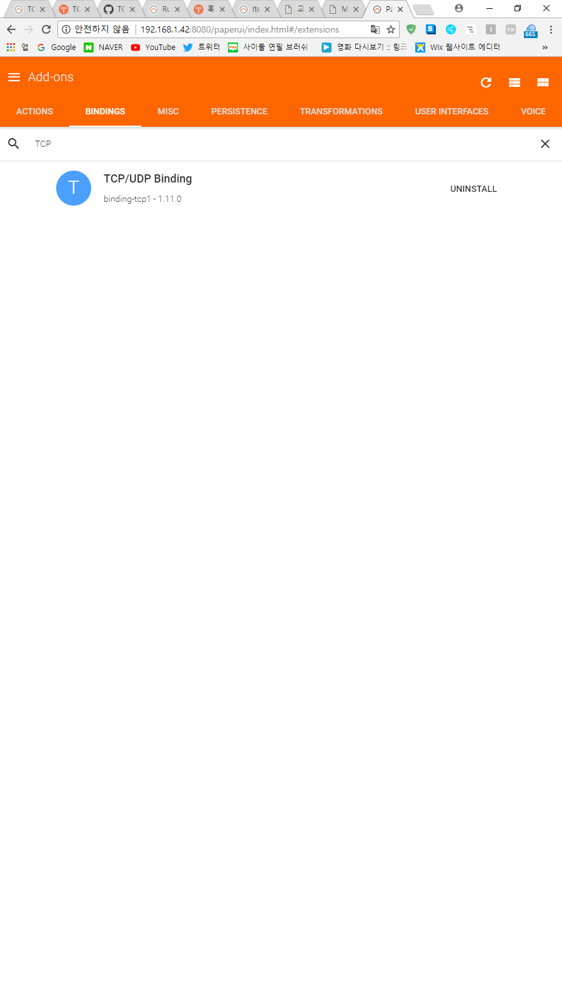 TC TC TC Ru 훅 Ite 교 M Pa
안전하지 않음 192.168.1.42:8080/paperui/index.html#/extensions
앱 Google NAVER YouTube 트위터 사이툴 연필 브러쉬 : 영화 다시보기 :: 링크 Wix 웹사이트 에디터 »
665
Add-ons
ACTIONS BINDINGS MISC PERSISTENCE TRANSFORMATIONS USER INTERFACES VOICE
TCP
T
TCP/UDP Binding
UNINSTALL
binding-tcp1 - 1.11.0